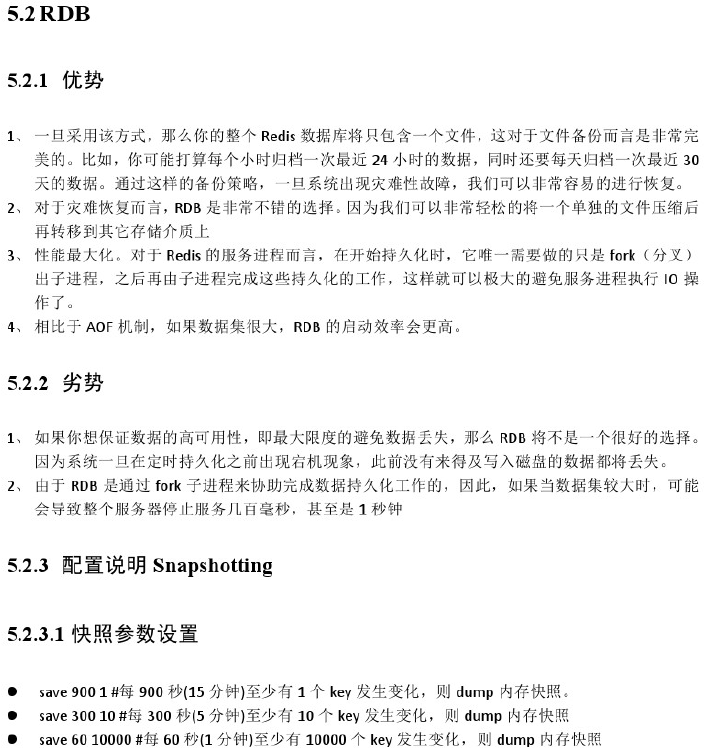 5.2 RDB
5.2.1 优势
1、 一旦采用该方式，那么你的整个 Redis 数据库将只包含一个文件，这对于文件备份而言是非常完
美的。比如，你可能打算每个小时归档一次最近 24 小时的数据，同时还要每天归档一次最近 30
天的数据。通过这样的备份策略，一旦系统出现灾难性故障，我们可以非常容易的进行恢复。
2、 对于灾难恢复而言，RDB 是非常不错的选择。因为我们可以非常轻松的将一个单独的文件压缩后
再转移到其它存储介质上
3、 性能最大化。对于 Redis 的服务进程而言，在开始持久化时，它唯一需要做的只是 fork（分叉）
出子进程，之后再由子进程完成这些持久化的工作，这样就可以极大的避免服务进程执行 IO 操
作了。
4、 相比于 AOF 机制，如果数据集很大，RDB 的启动效率会更高。
5.2.2 劣势
1、 如果你想保证数据的高可用性，即最大限度的避免数据丢失，那么 RDB 将不是一个很好的选择。
因为系统一旦在定时持久化之前出现宕机现象，此前没有来得及写入磁盘的数据都将丢失。
2、 由于 RDB 是通过 fork 子进程来协助完成数据持久化工作的，因此，如果当数据集较大时，可能
会导致整个服务器停止服务几百毫秒，甚至是 1 秒钟
5.2.3 配置说明 Snapshotting
5.2.3.1 快照参数设置
● save 900 1 #每 900 秒(15 分钟)至少有 1 个 key 发生变化，则 dump 内存快照。
● save 300 10 #每 300 秒(5 分钟)至少有 10 个 key 发生变化，则 dump 内存快照
● save 60 10000 #每 60 秒(1 分钟)至少有 10000 个 key 发生变化，则 dump 内存快照